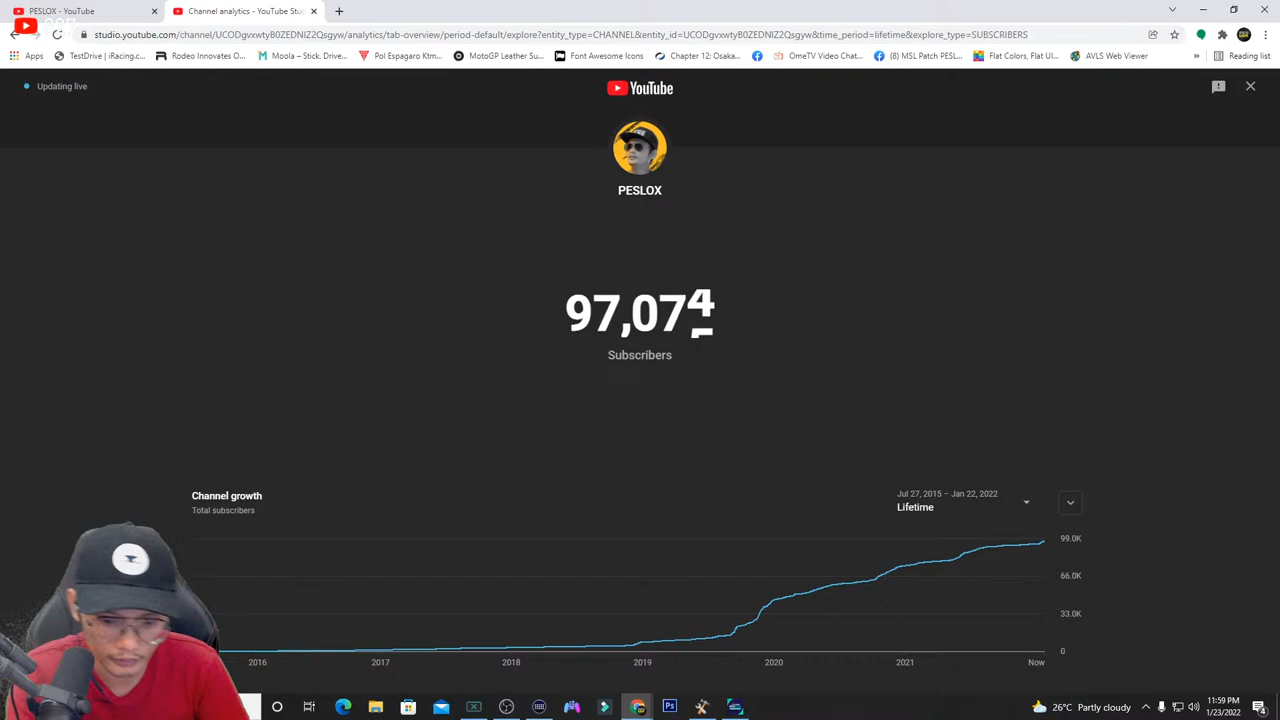 PESLOX - YouTube
Channel analytics - YouTube Stu
studio.youtube.com/channel/UCODgvxwtyB0ZEDNIZ2Qsgyw/analytics/tab-overview/period-default/explore?entity_type=CHANNEL&entity_id=UCODgvxwtyB0ZEDNIZ2Qsgyw&time_period=lifetime&explore_type=SUBSCRIBERS
Apps
TestDrive | iRacing.c...
Rodeo Innovates O...
Moola – Stick. Drive...
Pol Espagaro Ktm...
MotoGP Leather Su...
Font Awesome Icons
Chapter 12: Osaka...
OmeTV Video Chat...
(8) MSL Patch PESL...
Flat Colors, Flat UI...
AVLS Web Viewer
»
Reading list
Updating live
YouTube
PESLOX
97,074
Subscribers
Channel growth
Total subscribers
Jul 27, 2015 – Jan 22, 2022
Lifetime
99.0K
66.0K
33.0K
0
2016
2017
2018
2019
2020
2021
Now
26°C Partly cloudy
11:59 PM
1/23/2022
4